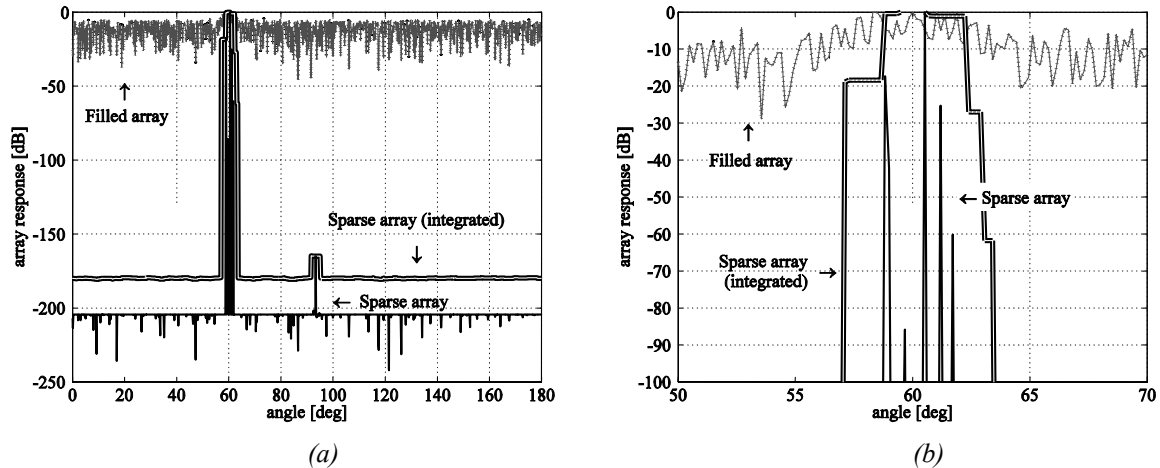 0
-50
-100
-150
-200
-250
array response [dB]
Filled array
↑
Sparse array (integrated)
↓
← Sparse array
0 20 40 60 80 100 120 140 160 180
angle [deg]
(a)
0
-10
-20
-30
-40
-50
-60
-70
-80
-90
-100
array response [dB]
↑
Filled array
← Sparse array
Sparse array →
(integrated)
50 55 60 65 70
angle [deg]
(b)